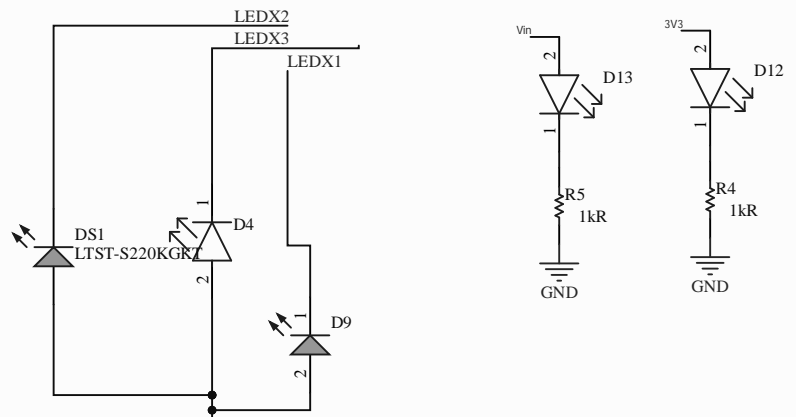 LEDX2
LEDX3
LEDX1
Vin
3V3
2
2
D13
D12
1
1
R5
1kR
R4
1kR
GND
GND
1
D4
DS1
LTST-S220KGKT
2
1
D9
2